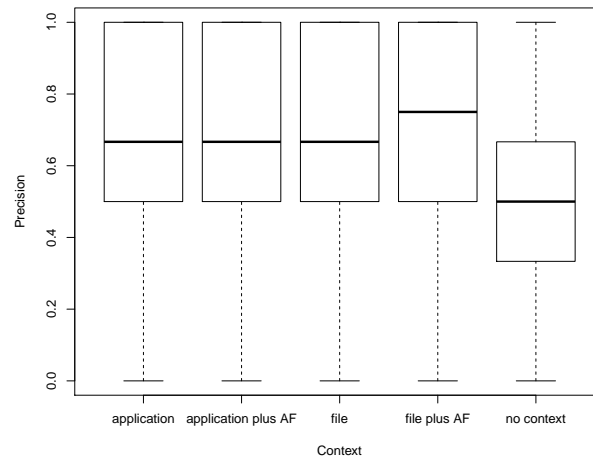 Precision
1.0
0.8
0.6
0.4
0.2
0.0
application application plus AF file file plus AF no context
Context